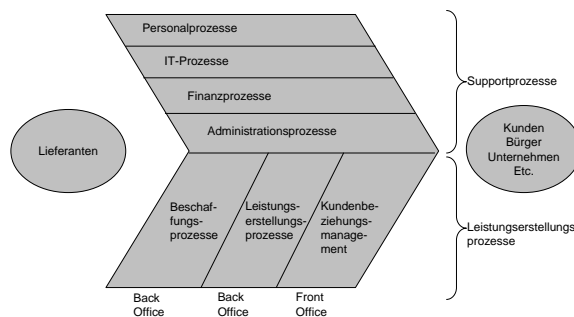 Personalprozesse
IT-Prozesse
Finanzprozesse
Administrationsprozesse
Supportprozesse
Lieferanten
Kunden
Bürger
Unternehmen
Etc.
Beschaf-
fungs-
prozesse
Leistungs-
erstellungs-
prozesse
Kundenbe-
ziehungs-
manage-
ment
Leistungserstellungs
prozesse
Back
Office
Back
Office
Front
Office